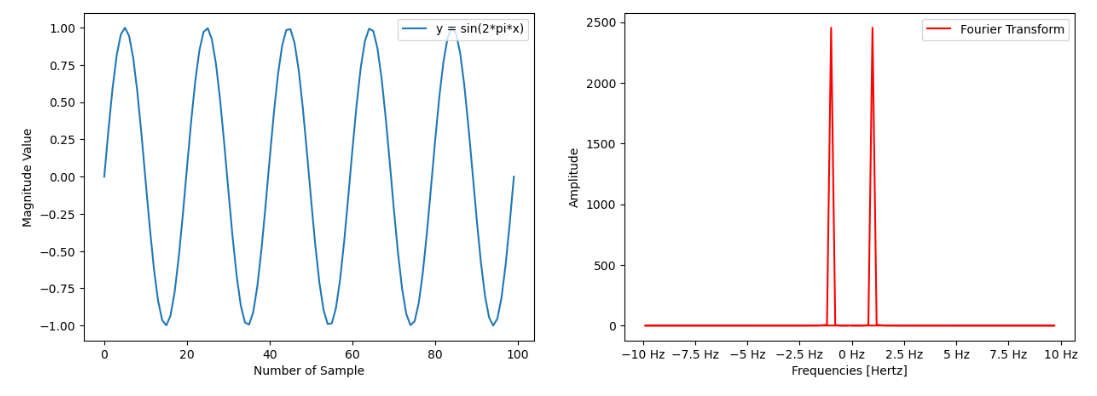 1.00
0.75
0.50
0.25
0.00
−0.25
−0.50
−0.75
−1.00
Magnitude Value
y = sin(2*pi*x)
0 20 40 60 80 100
Number of Sample
2500
2000
1500
1000
500
0
Amplitude
Fourier Transform
−10 Hz −7.5 Hz −5 Hz −2.5 Hz 0 Hz 2.5 Hz 5 Hz 7.5 Hz 10 Hz
Frequencies [Hertz]